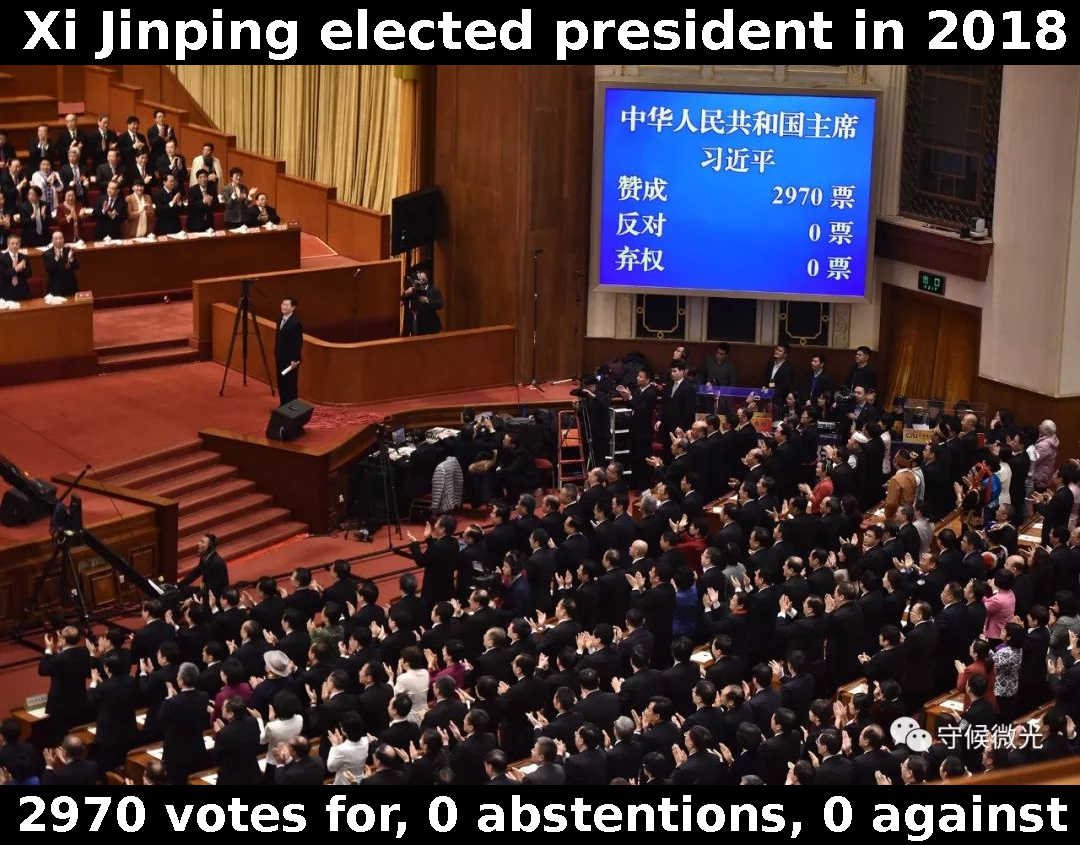 Xi Jinping elected president in 2018
中华人民共和国主席
习近平
赞成 2970 票
反对 0 票
弃权 0 票
守候微光
2970 votes for, 0 abstentions, 0 against